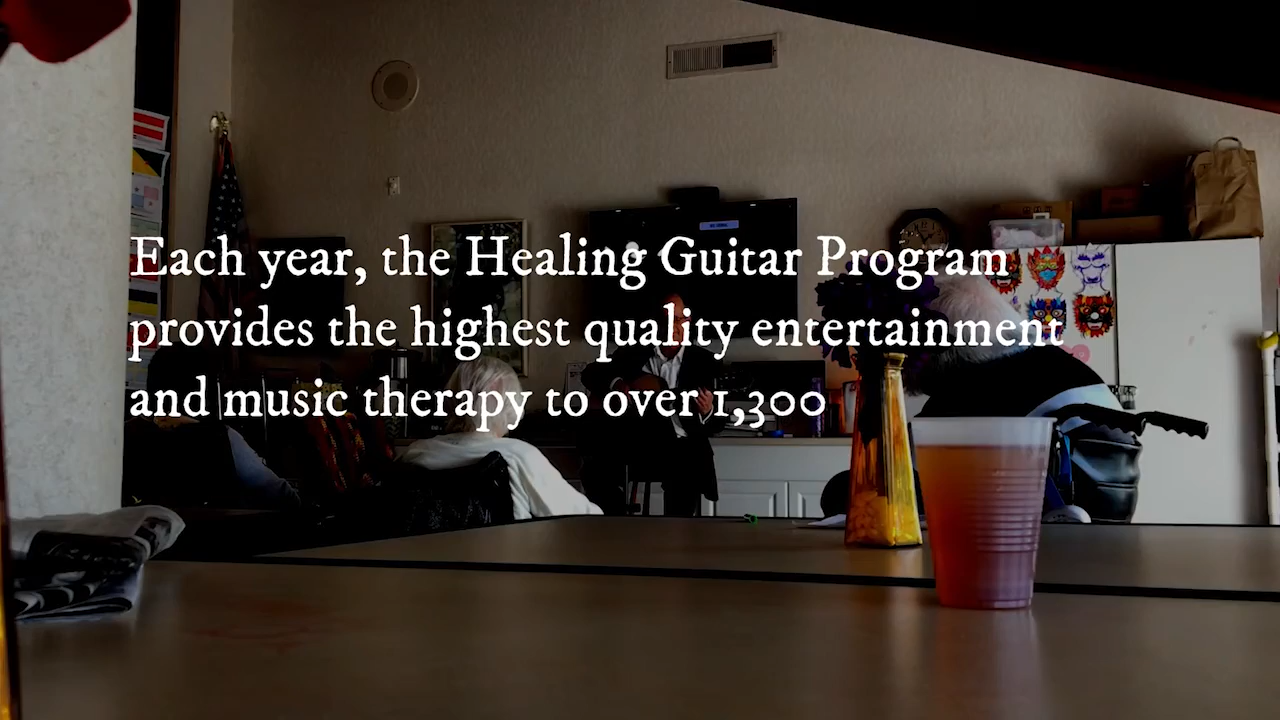 Each year, the Healing Guitar Program
provides the highest quality entertainment
and music therapy to over 1,300